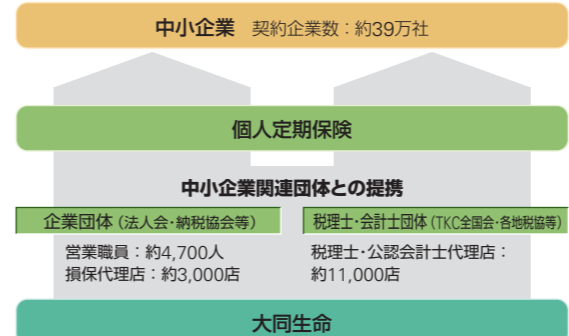 中小企業 契約企業数：約39万社
個人定期保険
中小企業関連団体との提携
企業団体（法人会・納税協会等）
営業職員：約4,700人
損保代理店：約3,000店
税理士・会計士団体（TKC全国会・各地税協等）
税理士・公認会計士代理店：
約11,000店
大同生命